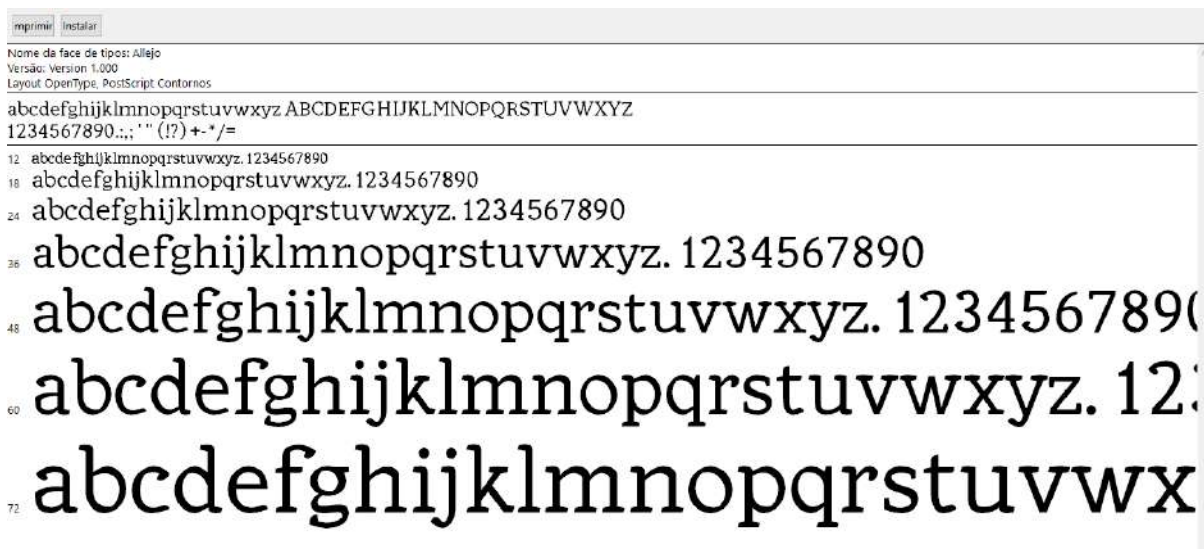 mprimir Instalar
Nome da face de tipos: Allejo
Versão: Version 1.000
Layout OpenType, PostScript Contornos
abcdefghijklmnopqrstuvwxyz ABCDEFGHIJKLMNOPQRSTUVWXYZ
1234567890.:,; ' " (!?) +-*/=
12 abcdefghijklmnopqrstuvwxyz. 1234567890
18 abcdefghijklmnopqrstuvwxyz. 1234567890
24 abcdefghijklmnopqrstuvwxyz. 1234567890
36 abcdefghijklmnopqrstuvwxyz. 1234567890
48 abcdefghijklmnopqrstuvwxyz. 123456789
60 abcdefghijklmnopqrstuvwxyz. 12
72 abcdefghijklmnopqrstuvwx